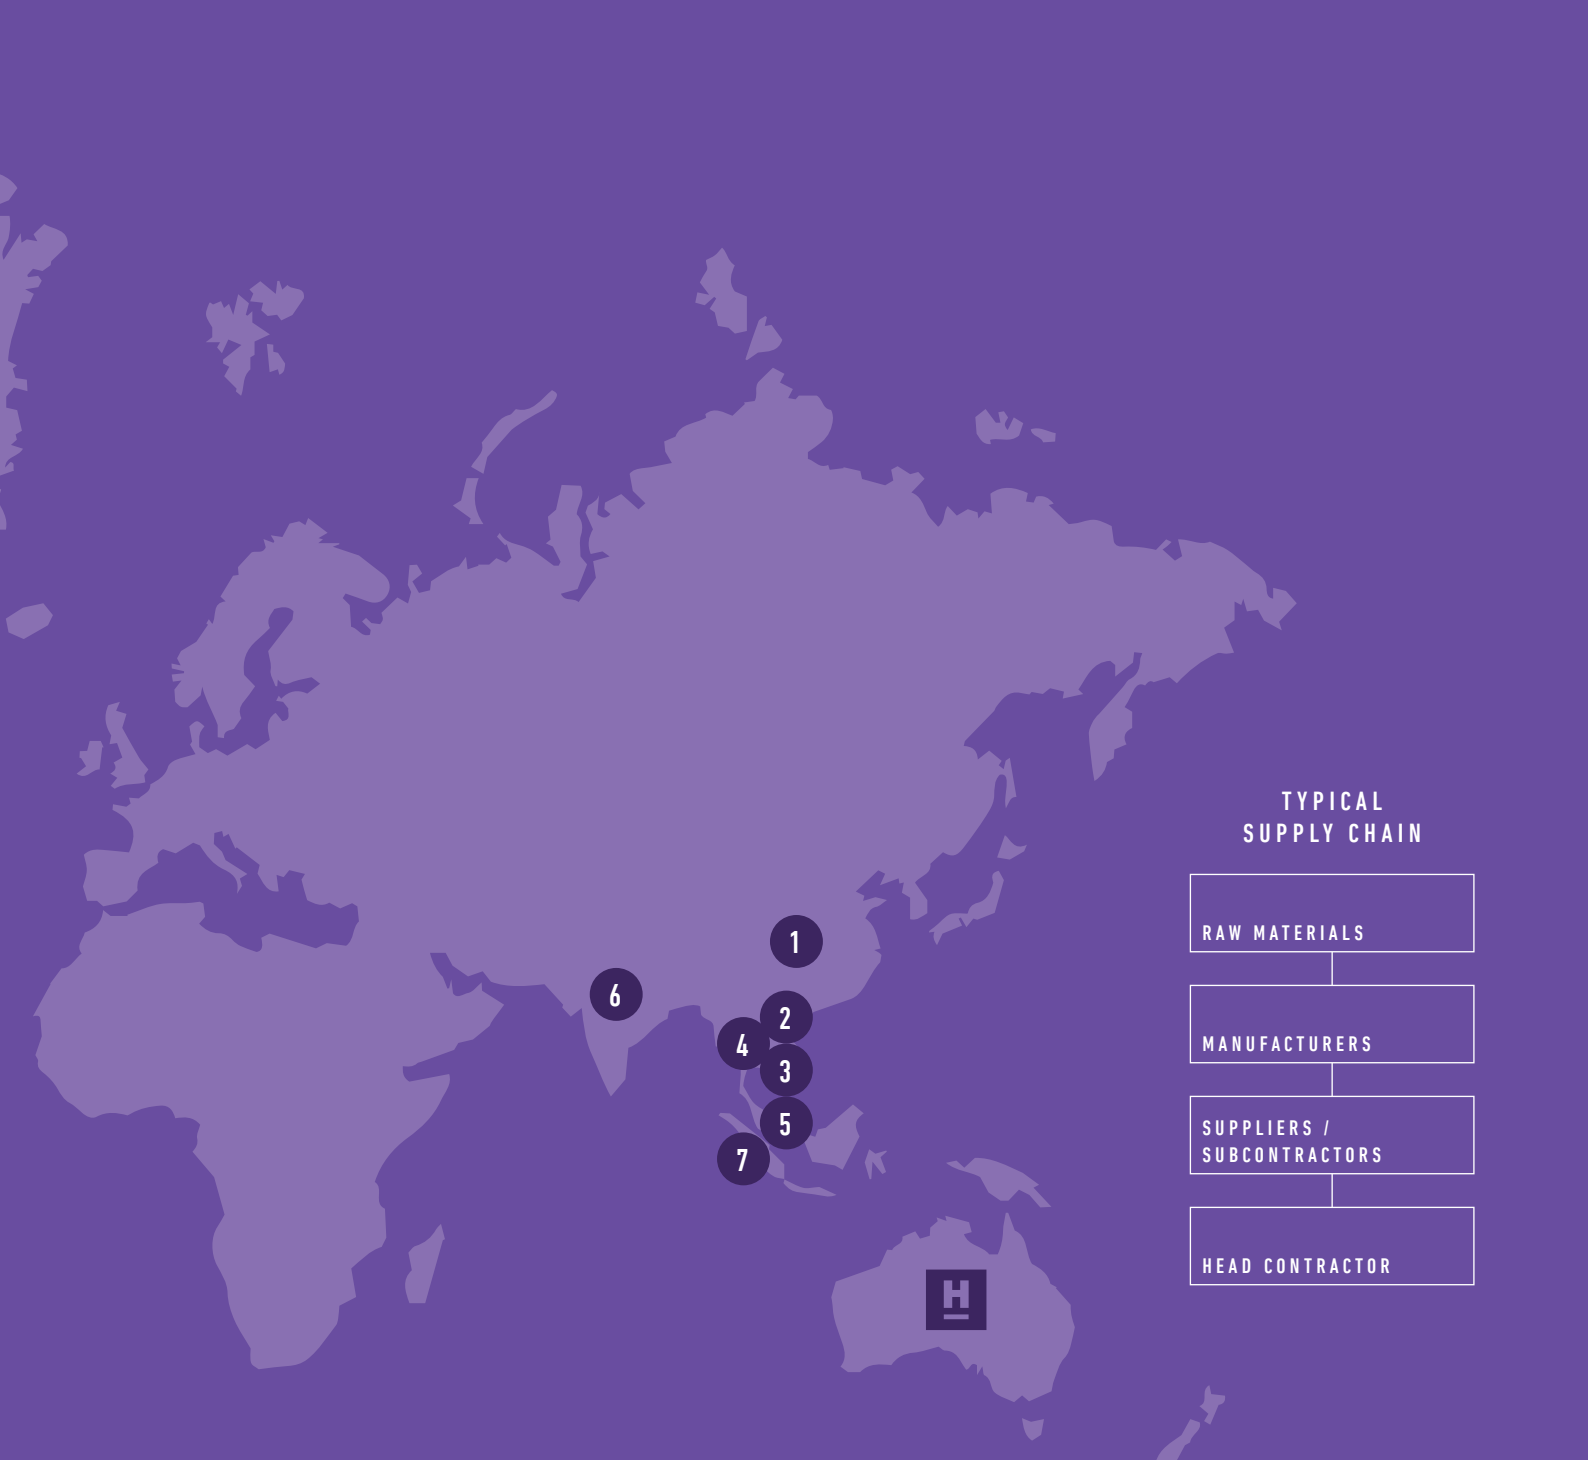 1
6
2
4
3
5
7
H
TYPICAL
SUPPLY CHAIN
RAW MATERIALS
MANUFACTURERS
SUPPLIERS /
SUBCONTRACTORS
HEAD CONTRACTOR